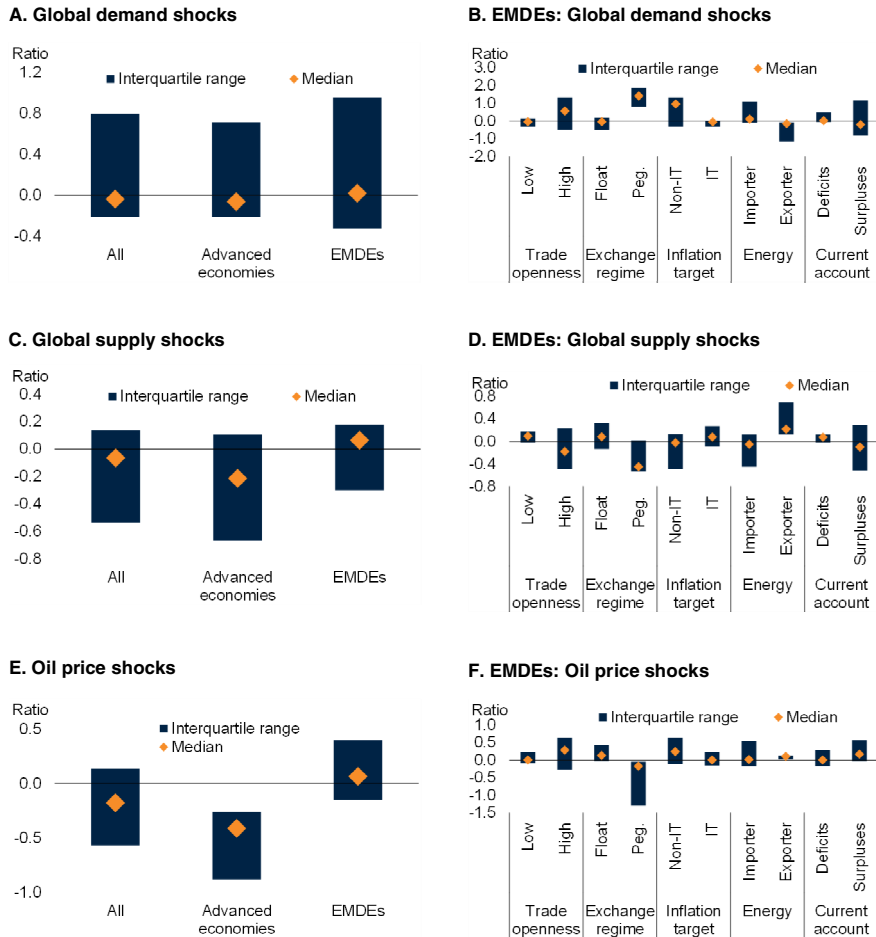 A. Global demand shocks
Ratio
1.2
0.8
0.4
0.0
-0.4
Interquartile range
Median
All
Advanced
economies
EMDEs
B. EMDEs: Global demand shocks
Ratio
3.0
2.0
1.0
0.0
-1.0
-2.0
Interquartile range
Median
Low
High
Float
Peg.
Non-IT
IT
Importer
Exporter
Deficits
Surpluses
Trade
openness
Exchange
regime
Inflation
target
Energy
Current
account
C. Global supply shocks
Ratio
0.4
0.2
0.0
-0.2
-0.4
-0.6
-0.8
Interquartile range
Median
All
Advanced
economies
EMDEs
D. EMDEs: Global supply shocks
Ratio
0.8
0.4
0.0
-0.4
-0.8
Interquartile range
Median
Low
High
Float
Peg.
Non-IT
IT
Importer
Exporter
Deficits
Surpluses
Trade
openness
Exchange
regime
Inflation
target
Energy
Current
account
E. Oil price shocks
Ratio
0.5
0.0
-0.5
-1.0
Interquartile range
Median
All
Advanced
economies
EMDEs
F. EMDEs: Oil price shocks
Ratio
1.0
0.5
0.0
-0.5
-1.0
-1.5
Interquartile range
Median
Low
High
Float
Peg.
Non-IT
IT
Importer
Exporter
Deficits
Surpluses
Trade
openness
Exchange
regime
Inflation
target
Energy
Current
account